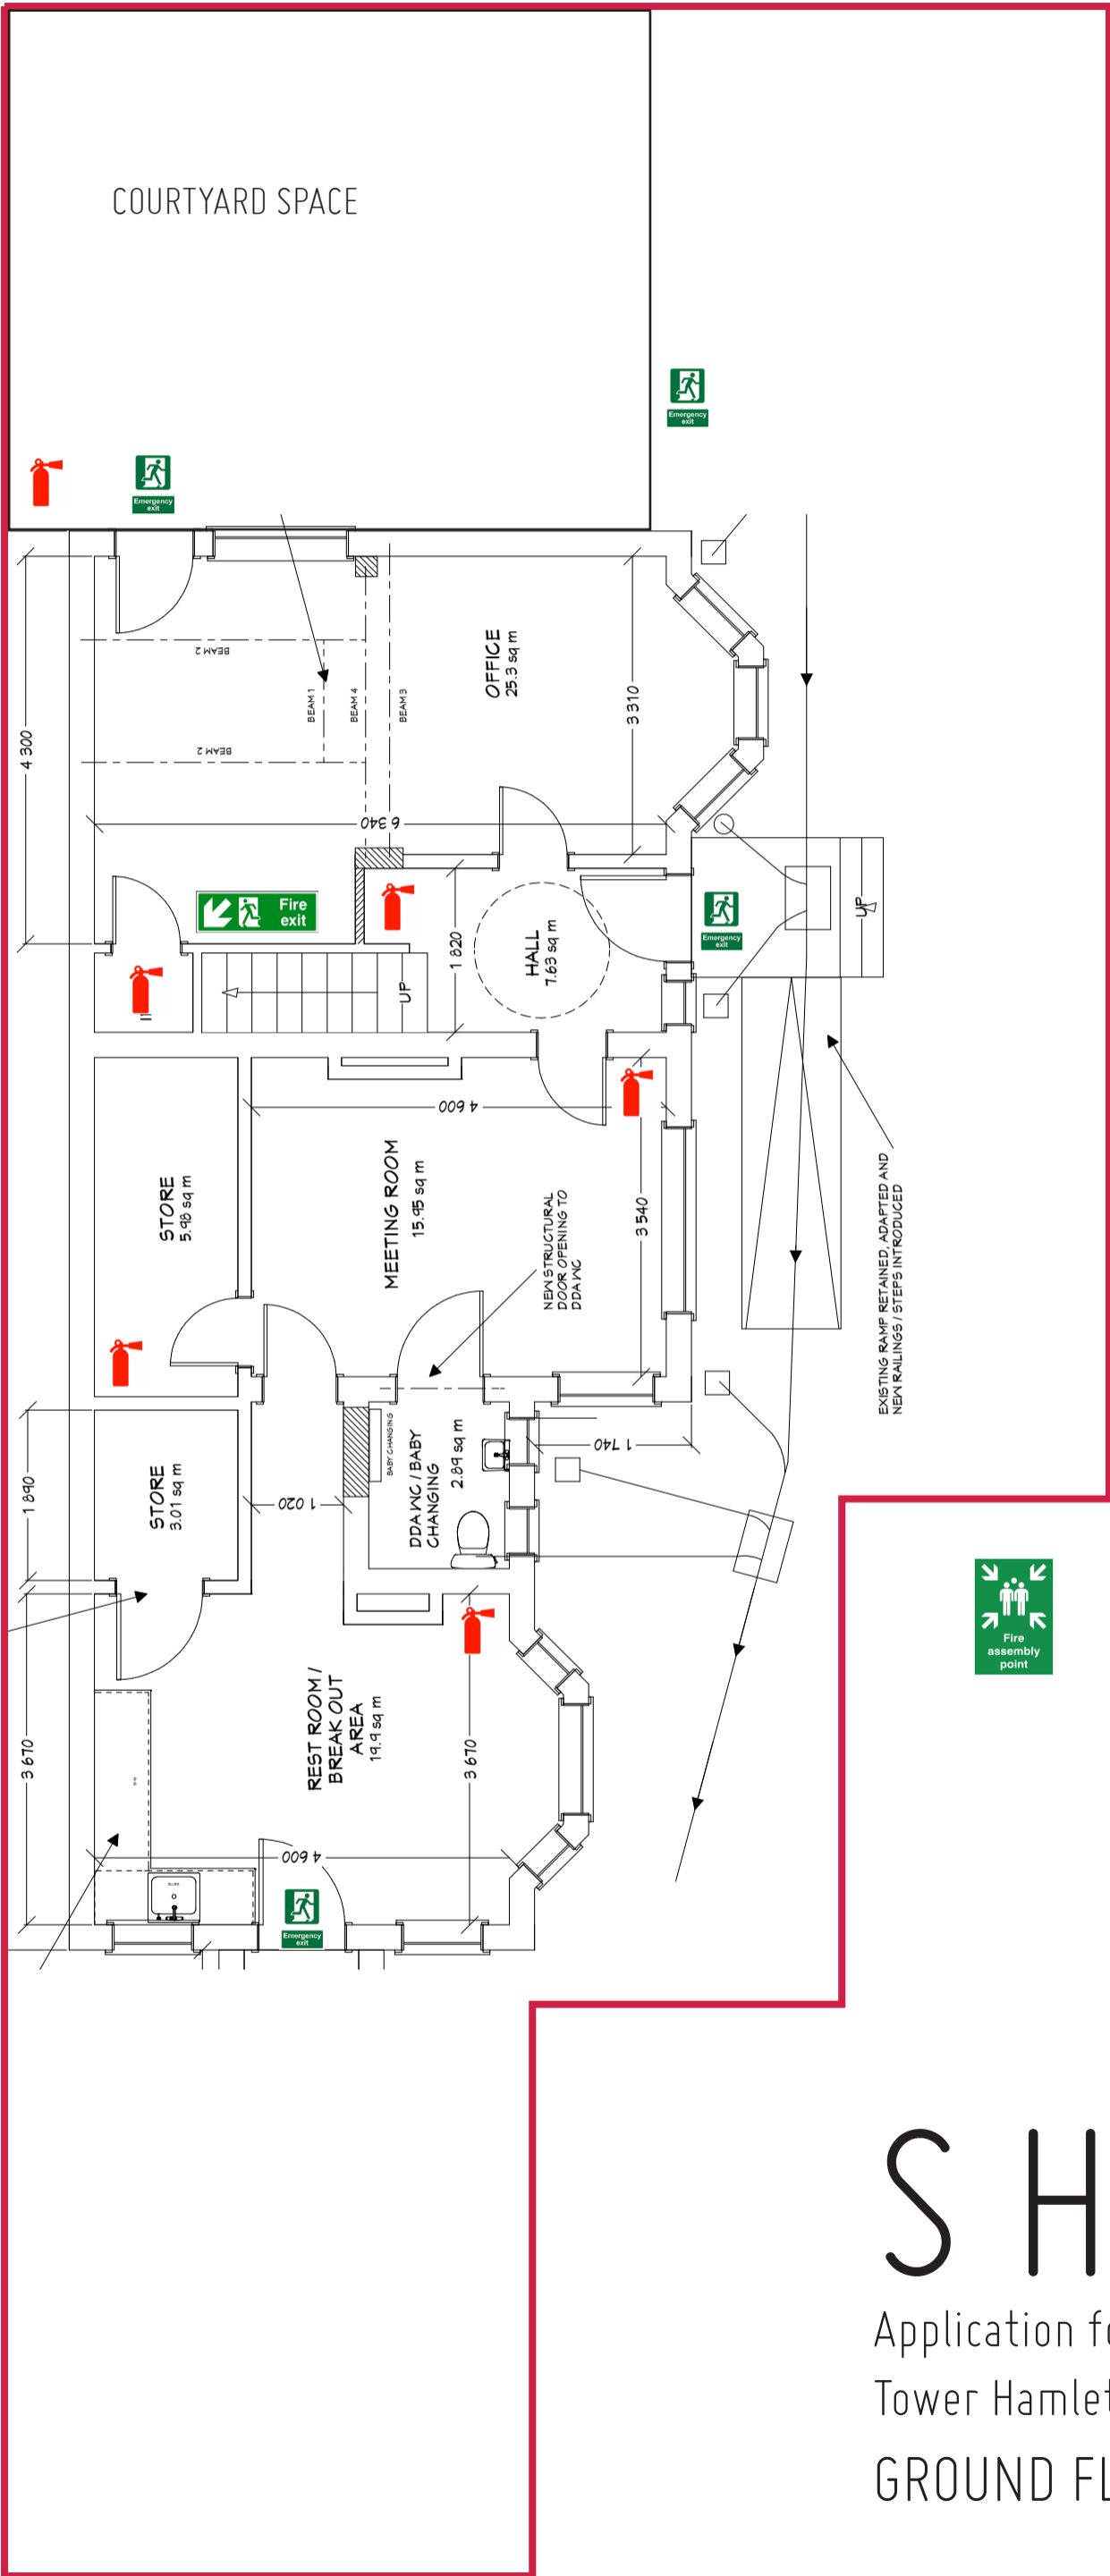 COURTYARD SPACE
Emergency
exit
Emergency
exit
BEAM 2
BEAM 1
BEAM 4
BEAM 3
BEAM 2
OFFICE
25.3 sq m
4 300
3 310
6 340
Fire
exit
1 820
HALL
7.63 sq m
UP
Emergency
exit
UP
4 600
STORE
5.98 sq m
MEETING ROOM
15.95 sq m
NEW STRUCTURAL
DOOR OPENING TO
DDA WC
3 540
EXISTING RAMP RETAINED, ADAPTED AND
NEW RAILINGS / STEPS INTRODUCED
1 890
STORE
3.01 sq m
1 020
BABY CHANGING
DDA WC / BABY
CHANGING
2.89 sq m
1 740
Fire
assembly
point
3 670
REST ROOM /
BREAK OUT
AREA
19.9 sq m
3 670
4 600
Emergency
exit
S H
Application fo
Tower Hamlet
GROUND FL